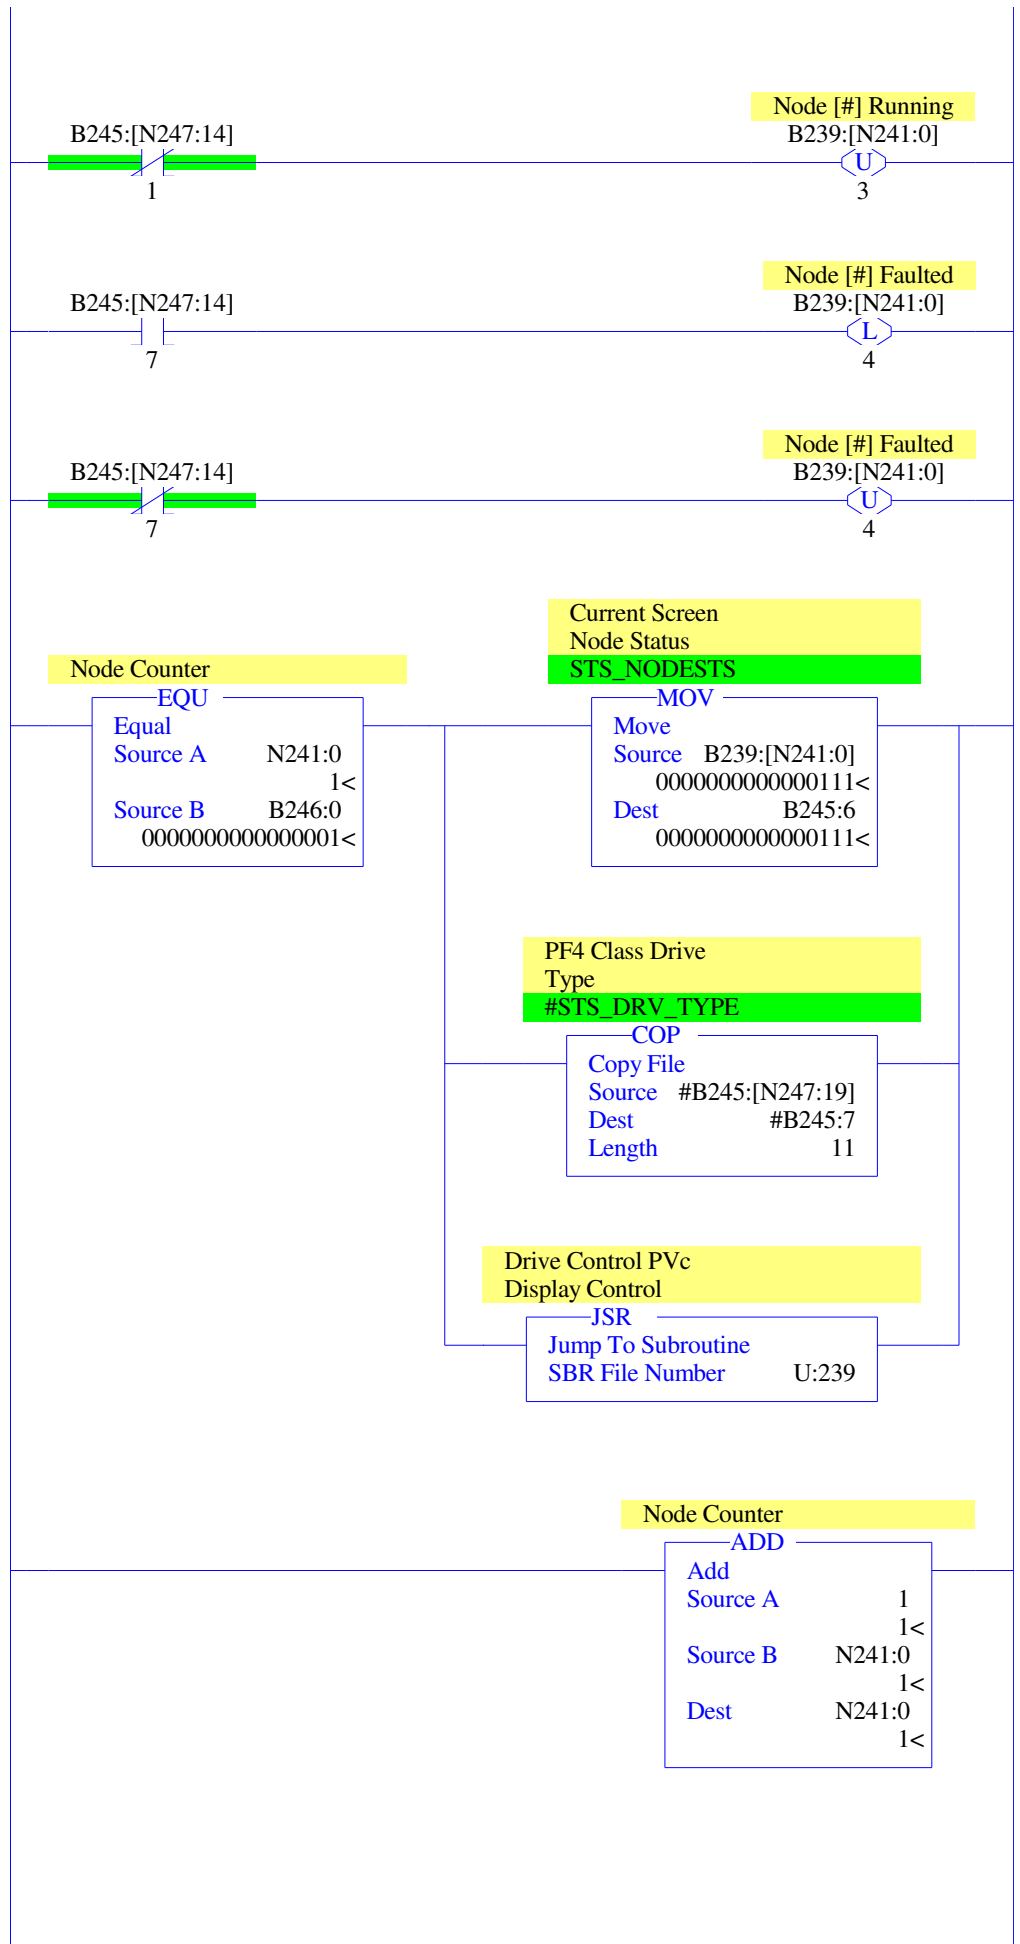 Node [#] Running
B245:[N247:14]
B239:[N241:0]
U
1
3
Node [#] Faulted
B245:[N247:14]
B239:[N241:0]
L
7
4
Node [#] Faulted
B245:[N247:14]
B239:[N241:0]
U
7
4
Node Counter
EQU
Equal
Source A N241:0
1<
Source B B246:0
0000000000000001<
Current Screen
Node Status
STS_NODESTS
MOV
Move
Source B239:[N241:0]
0000000000000111<
Dest B245:6
0000000000000111<
PF4 Class Drive
Type
#STS_DRV_TYPE
COP
Copy File
Source #B245:[N247:19]
Dest #B245:7
Length 11
Drive Control PVc
Display Control
JSR
Jump To Subroutine
SBR File Number U:239
Node Counter
ADD
Add
Source A 1
1<
Source B N241:0
1<
Dest N241:0
1<